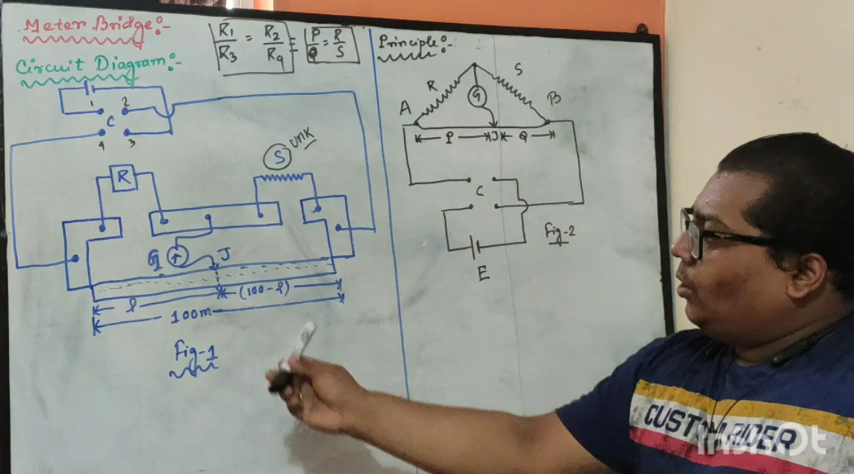 Meter Bridge:-
Circuit Diagram:-
R1/R3 = R2/R4 = P/Q = R/S
1 2
C
4 3
R
S unk
G J
l (100-l)
100m
Fig-1
Principle:-
R S
G
A B
P J Q
C
E
Fig-2
CUSTOM RIDER
InShot